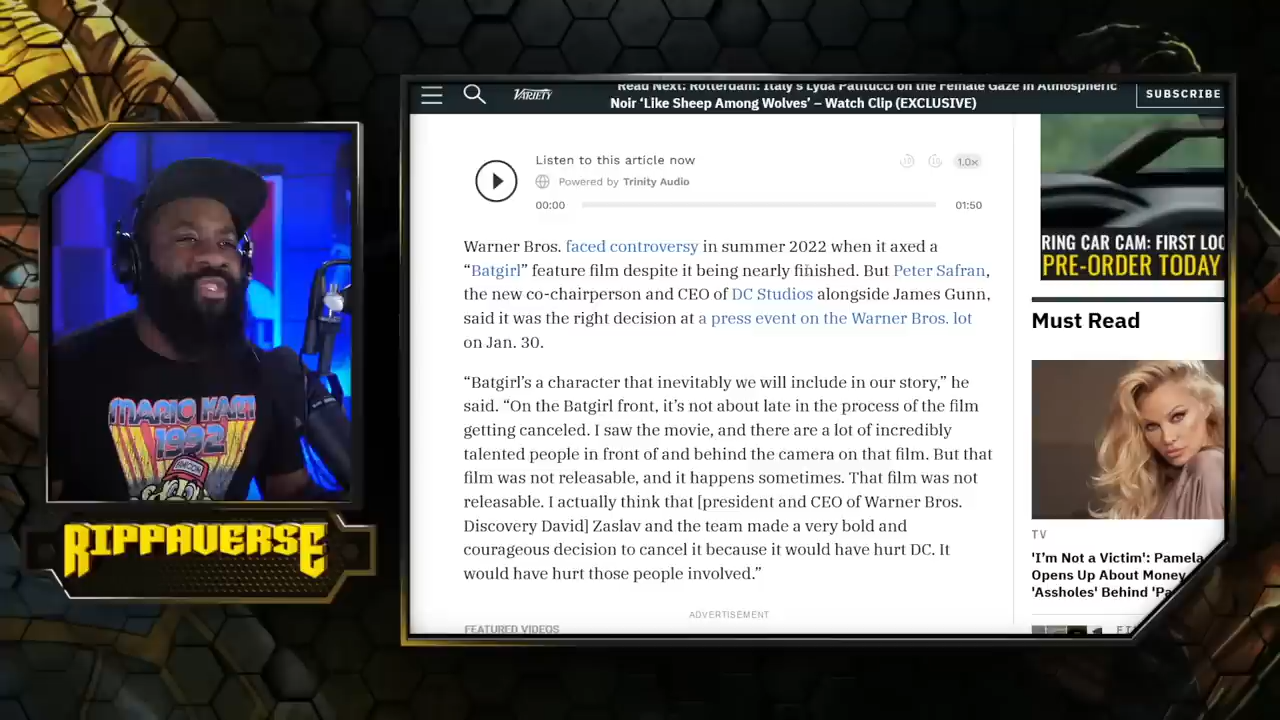 Read Next: Rotterdam: Italy's Lyda Patitucci on the Female Gaze in Atmospheric
Noir 'Like Sheep Among Wolves' – Watch Clip (EXCLUSIVE)
VARIETY
SUBSCRIBE
Listen to this article now
Powered by Trinity Audio
10
10
1.0x
00:00
01:50
Warner Bros. faced controversy in summer 2022 when it axed a
“Batgirl” feature film despite it being nearly finished. But Peter Safran,
the new co-chairperson and CEO of DC Studios alongside James Gunn,
said it was the right decision at a press event on the Warner Bros. lot
on Jan. 30.
“Batgirl’s a character that inevitably we will include in our story,” he
said. “On the Batgirl front, it’s not about late in the process of the film
getting canceled. I saw the movie, and there are a lot of incredibly
talented people in front of and behind the camera on that film. But that
film was not releasable, and it happens sometimes. That film was not
releasable. I actually think that [president and CEO of Warner Bros.
Discovery David] Zaslav and the team made a very bold and
courageous decision to cancel it because it would have hurt DC. It
would have hurt those people involved.”
ADVERTISEMENT
FEATURED VIDEOS
RING CAR CAM: FIRST LOO
PRE-ORDER TODAY
Must Read
TV
'I'm Not a Victim': Pamela
Opens Up About Money
'Assholes' Behind 'Pa
MARIO KART
1992
RIPPAVERSE